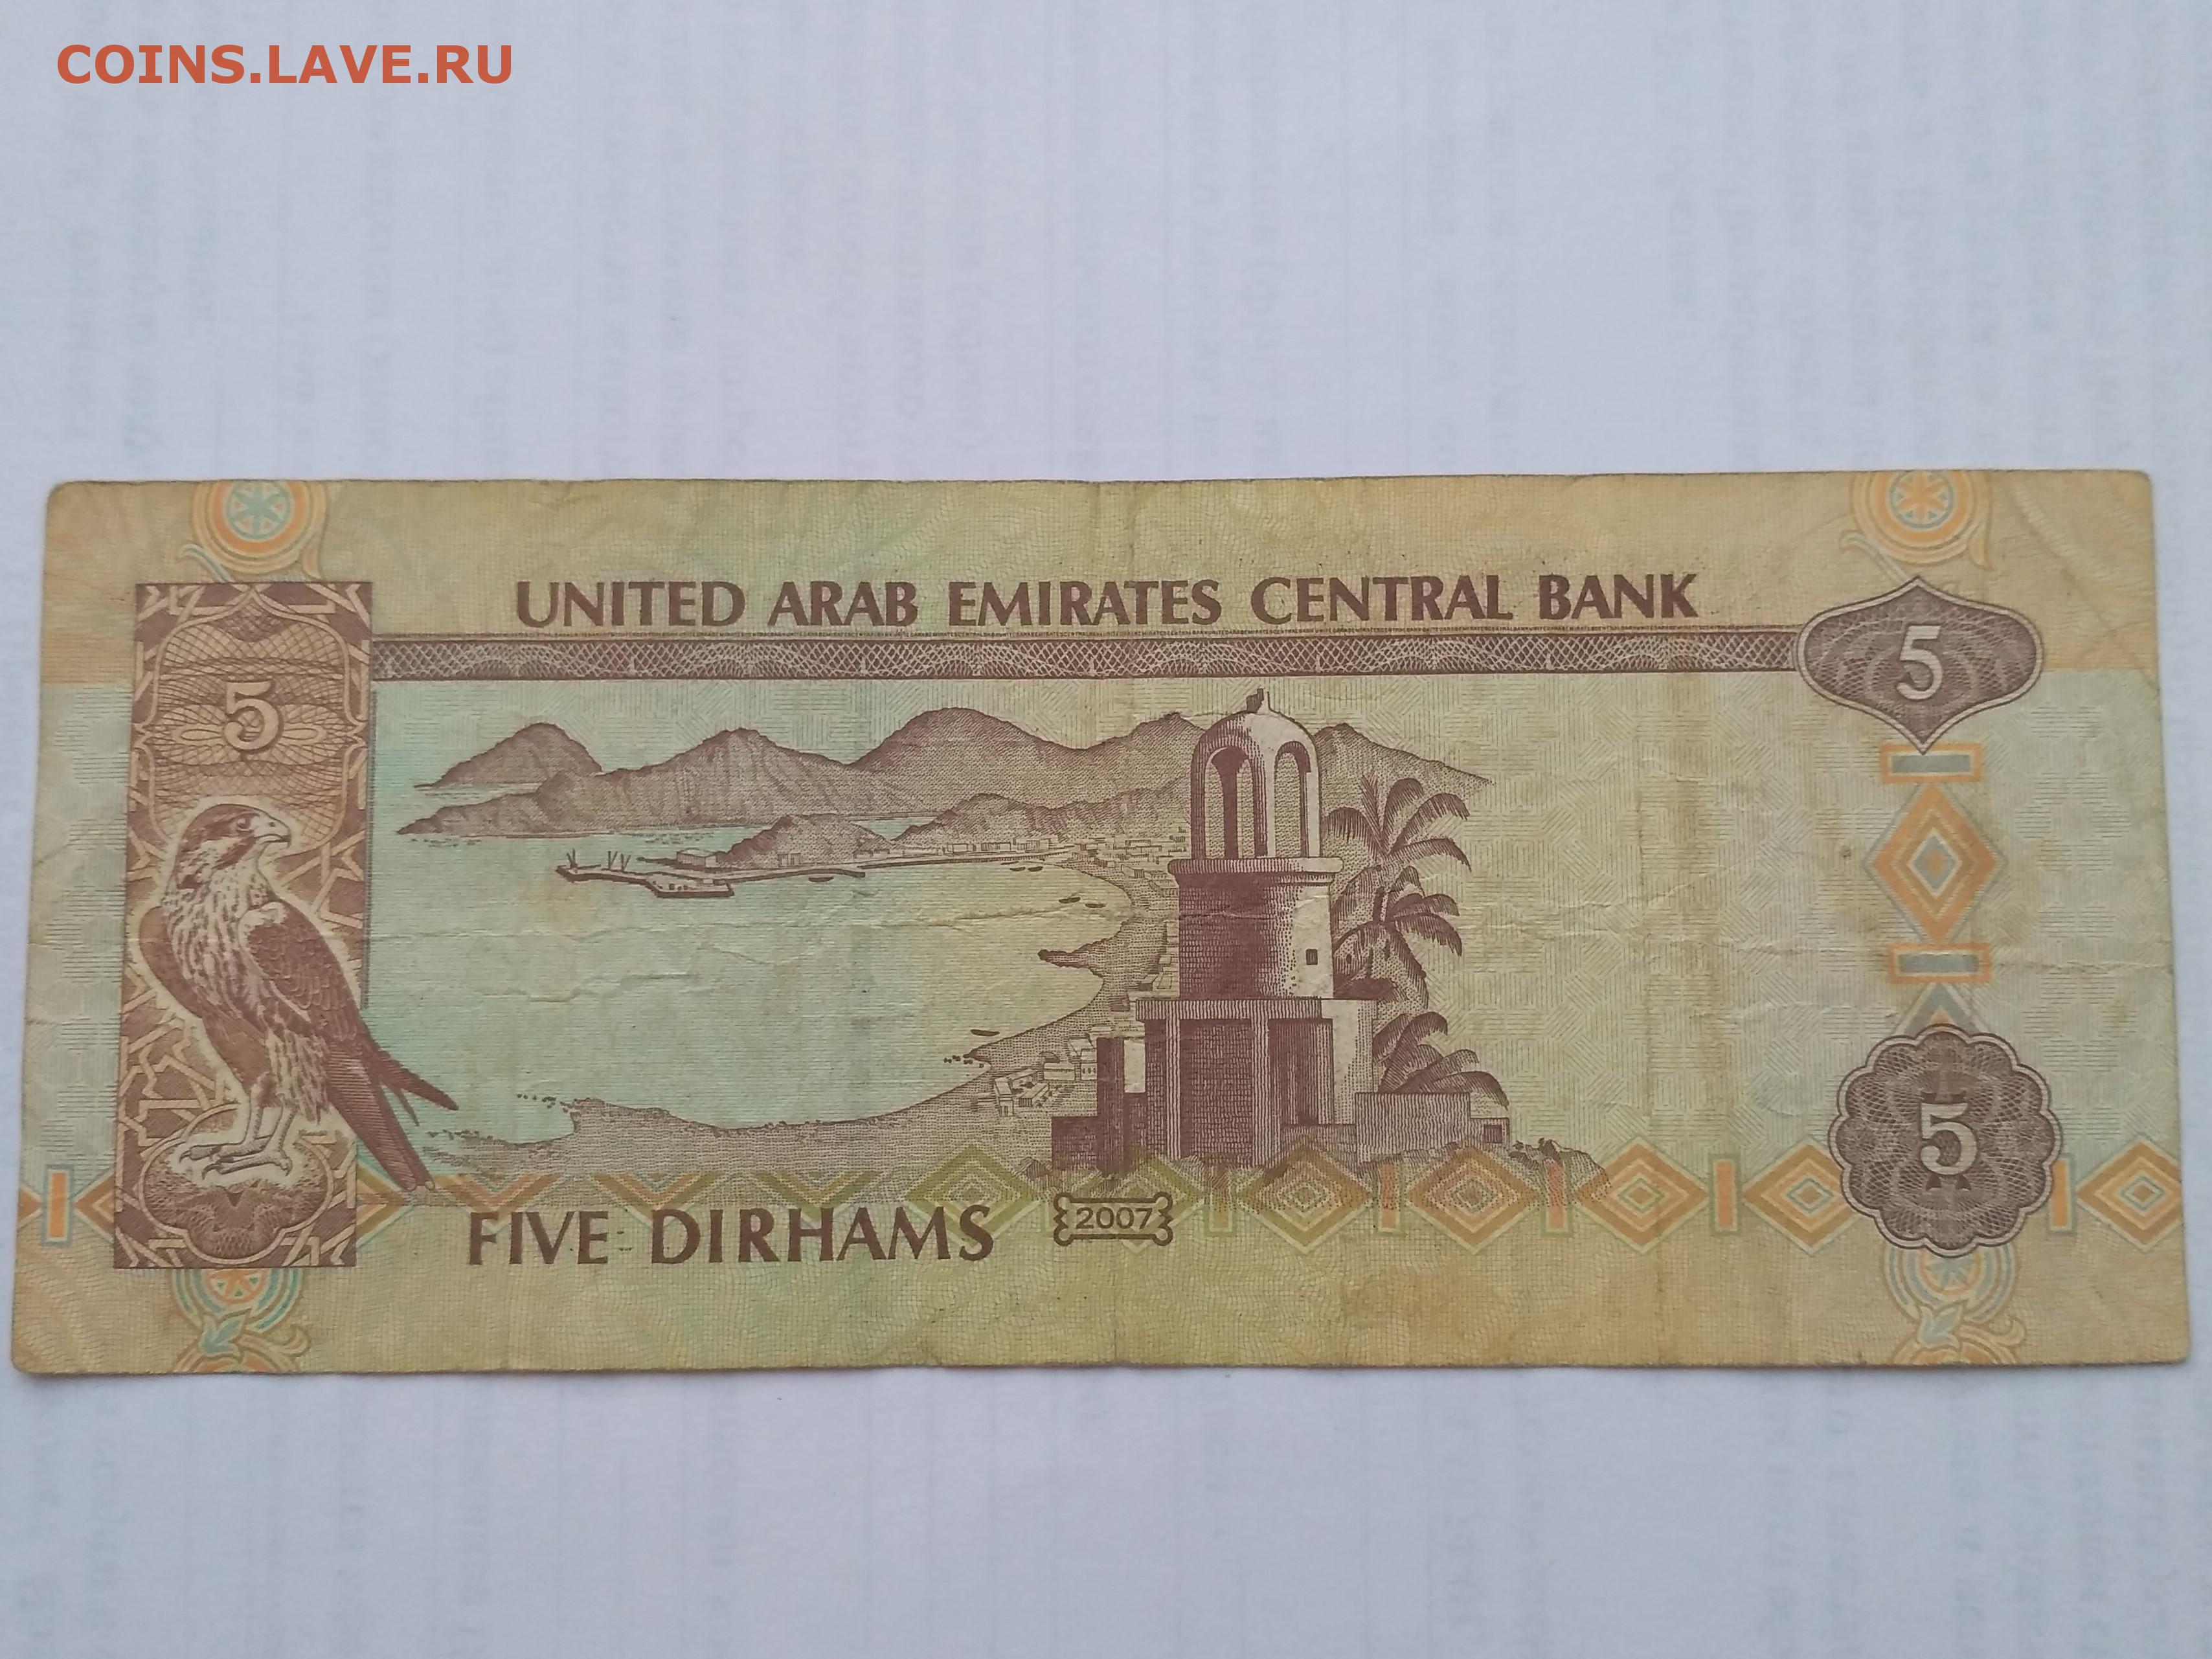 COINS.LAVE.RU
UNITED ARAB EMIRATES CENTRAL BANK
5
5
5
FIVE DIRHAMS
2007